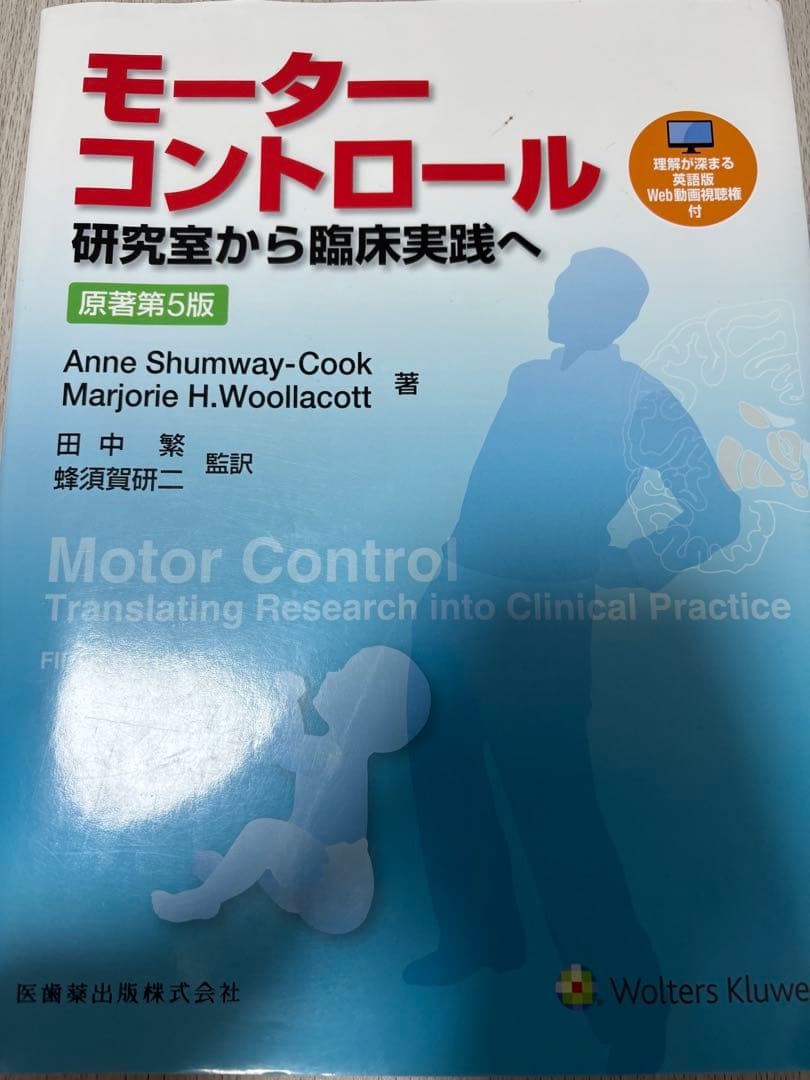 モーター
コントロール
研究室から臨床実践へ
理解が深まる
英語版
Web動画視聴権
付
原著第5版
Anne Shumway-Cook
Marjorie H.Woollacott
著
田中 繁
蜂須賀研二
監訳
Motor Control
Translating Research into Clinical Practice
医歯薬出版株式会社
Wolters Kluwe